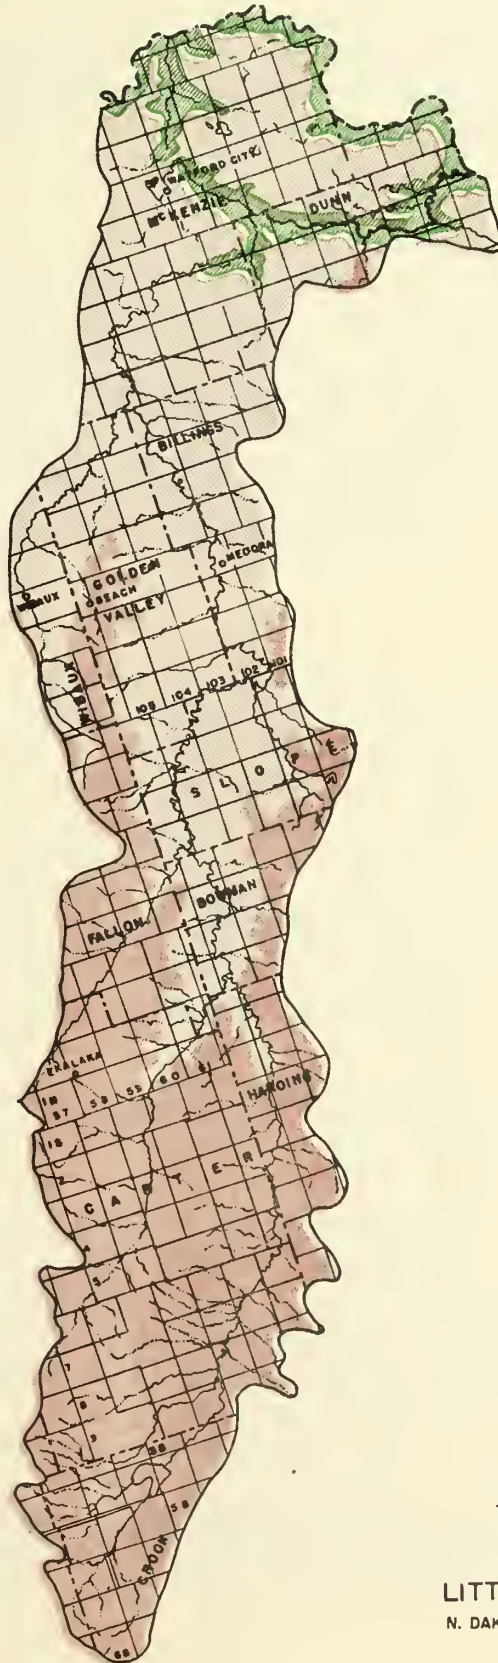 WATFORD CITY
McKENZIE
DUNN
BILLINGS
MEDORA
GOLDEN
BEACH
VALLEY
WIBAUX
WIBAUX
105 104 103 102 101
SLOPE
BOWMAN
FALLON
EKALAKA
57 58 59 60 61
HARDING
CARTER
CROOK
LITT
N. DAK